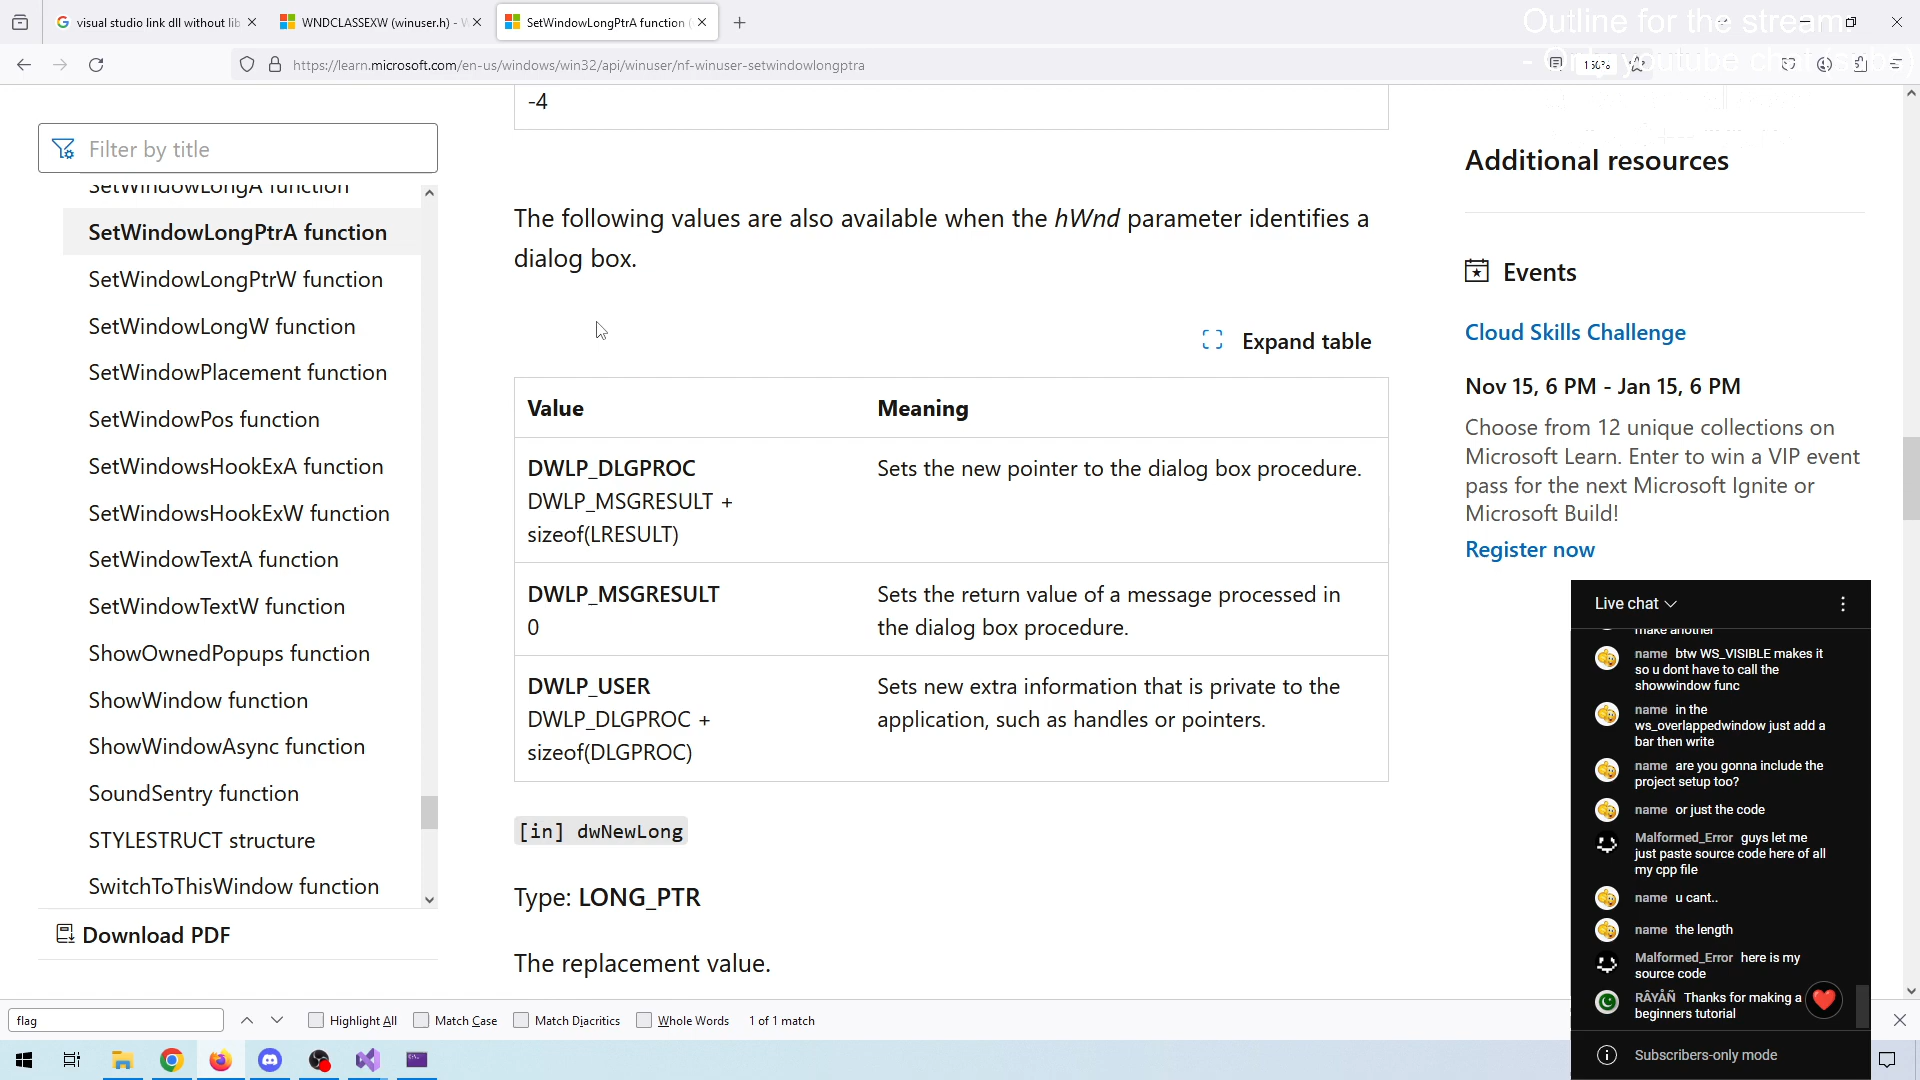 visual studio link dll without lib
WNDCLASSEXW (winuser.h) - W
SetWindowLongPtrA function (
Outline for the stream:
https://learn.microsoft.com/en-us/windows/win32/api/winuser/nf-winuser-setwindowlongptra
150%
- Only youtube chat
-4
Filter by title
SetWindowLongA function
SetWindowLongPtrA function
SetWindowLongPtrW function
SetWindowLongW function
SetWindowPlacement function
SetWindowPos function
SetWindowsHookExA function
SetWindowsHookExW function
SetWindowTextA function
SetWindowTextW function
ShowOwnedPopups function
ShowWindow function
ShowWindowAsync function
SoundSentry function
STYLESTRUCT structure
SwitchToThisWindow function
Download PDF
The following values are also available when the hWnd parameter identifies a
dialog box.
Expand table
Value Meaning
DWLP_DLGPROC Sets the new pointer to the dialog box procedure.
DWLP_MSGRESULT +
sizeof(LRESULT)
DWLP_MSGRESULT Sets the return value of a message processed in
0 the dialog box procedure.
DWLP_USER Sets new extra information that is private to the
DWLP_DLGPROC + application, such as handles or pointers.
sizeof(DLGPROC)
[in] dwNewLong
Type: LONG_PTR
The replacement value.
Additional resources
Events
Cloud Skills Challenge
Nov 15, 6 PM - Jan 15, 6 PM
Choose from 12 unique collections on
Microsoft Learn. Enter to win a VIP event
pass for the next Microsoft Ignite or
Microsoft Build!
Register now
Live chat
make another
name btw WS_VISIBLE makes it
so u dont have to call the
showwindow func
name in the
ws_overlappedwindow just add a
bar then write
name are you gonna include the
project setup too?
name or just the code
Malformed_Error guys let me
just paste source code here of all
my cpp file
name u cant..
name the length
Malformed_Error here is my
source code
RÂYÅÑ Thanks for making a
beginners tutorial
Subscribers-only mode
flag
Highlight All
Match Case
Match Diacritics
Whole Words
1 of 1 match